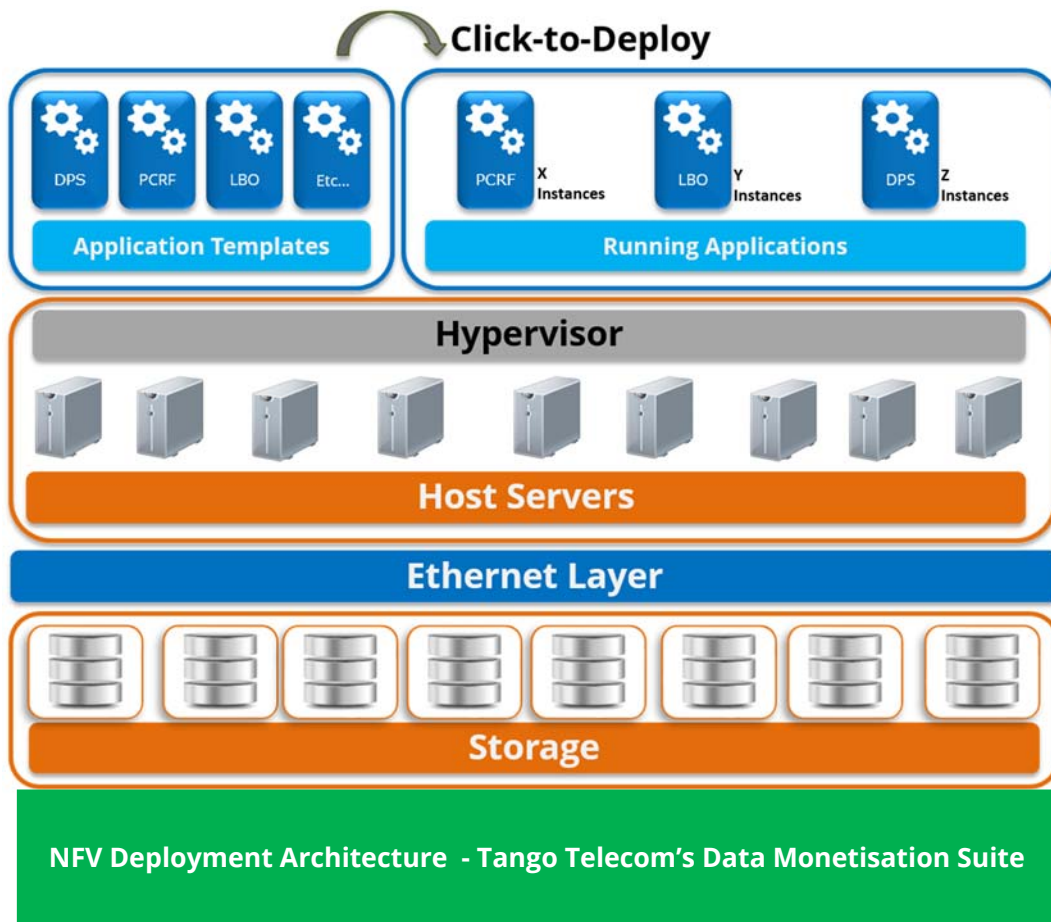 Click-to-Deploy
DPS
PCRF
LBO
Etc...
Application Templates
PCRF
X
Instances
LBO
Y
Instances
DPS
Z
Instances
Running Applications
Hypervisor
Host Servers
Ethernet Layer
Storage
NFV Deployment Architecture - Tango Telecom’s Data Monetisation Suite